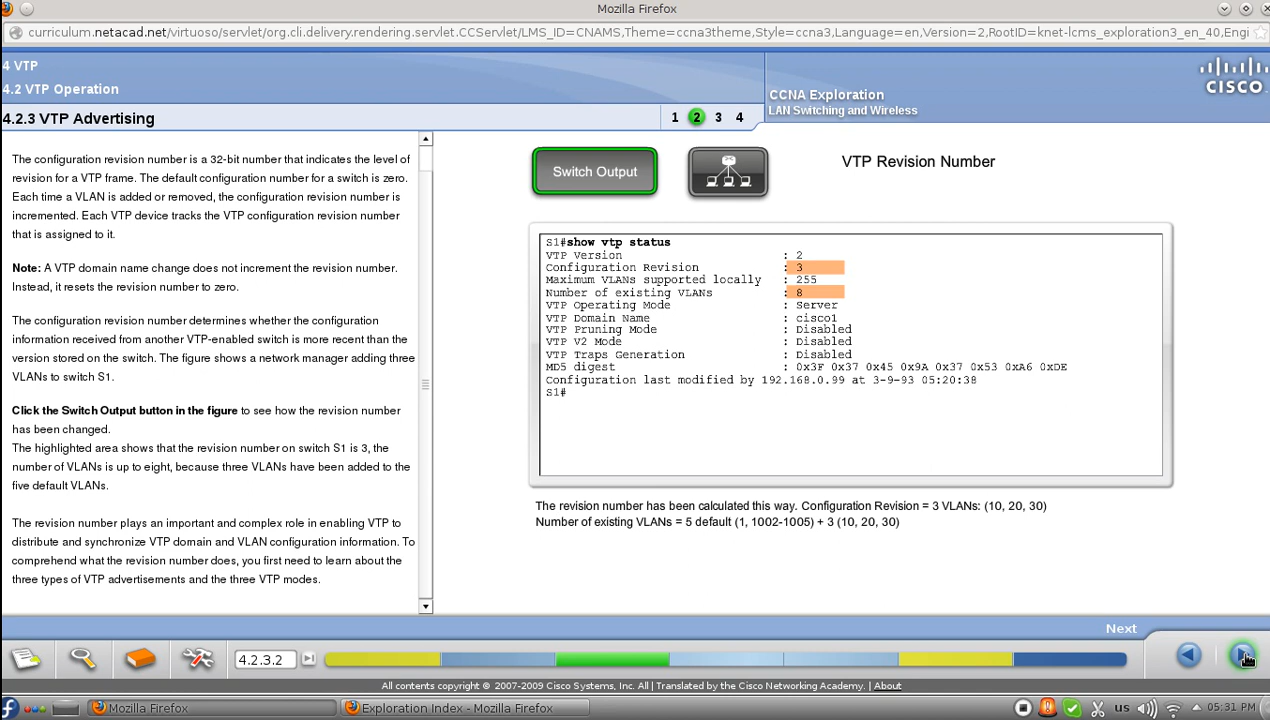 Mozilla Firefox
curriculum.netacad.net/virtuoso/servlet/org.cli.delivery.rendering.servlet.CCServlet/LMS_ID=CNAMS,Theme=ccna3theme,Style=ccna3,Language=en,Version=2,RootID=knet-lcms_exploration3_en_40,Engi
4 VTP
4.2 VTP Operation
CCNA Exploration
LAN Switching and Wireless
CISCO
4.2.3 VTP Advertising
1 2 3 4
The configuration revision number is a 32-bit number that indicates the level of
revision for a VTP frame. The default configuration number for a switch is zero.
Each time a VLAN is added or removed, the configuration revision number is
incremented. Each VTP device tracks the VTP configuration revision number
that is assigned to it.
Note: A VTP domain name change does not increment the revision number.
Instead, it resets the revision number to zero.
The configuration revision number determines whether the configuration
information received from another VTP-enabled switch is more recent than the
version stored on the switch. The figure shows a network manager adding three
VLANs to switch S1.
Click the Switch Output button in the figure to see how the revision number
has been changed.
The highlighted area shows that the revision number on switch S1 is 3, the
number of VLANs is up to eight, because three VLANs have been added to the
five default VLANs.
The revision number plays an important and complex role in enabling VTP to
distribute and synchronize VTP domain and VLAN configuration information. To
comprehend what the revision number does, you first need to learn about the
three types of VTP advertisements and the three VTP modes.
Switch Output
VTP Revision Number
S1#show vtp status
VTP Version : 2
Configuration Revision : 3
Maximum VLANs supported locally : 255
Number of existing VLANs : 8
VTP Operating Mode : Server
VTP Domain Name : cisco1
VTP Pruning Mode : Disabled
VTP V2 Mode : Disabled
VTP Traps Generation : Disabled
MD5 digest : 0x3F 0x37 0x45 0x9A 0x37 0x53 0xA6 0xDE
Configuration last modified by 192.168.0.99 at 3-9-93 05:20:38
S1#
The revision number has been calculated this way. Configuration Revision = 3 VLANs: (10, 20, 30)
Number of existing VLANs = 5 default (1, 1002-1005) + 3 (10, 20, 30)
Next
4.2.3.2
All contents copyright © 2007-2009 Cisco Systems, Inc. All | Translated by the Cisco Networking Academy. | About
Mozilla Firefox
Exploration Index - Mozilla Firefox
us
05:31 PM